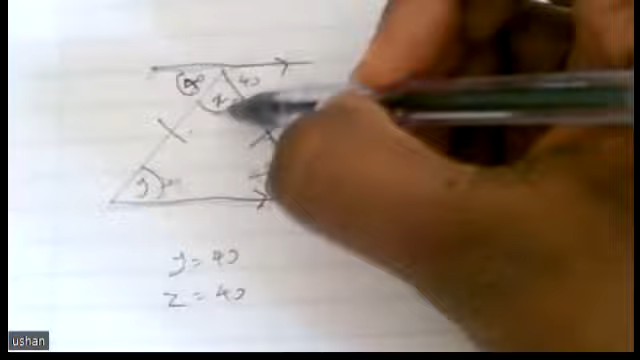 40
x
y
y = 40
z = 40
ushan